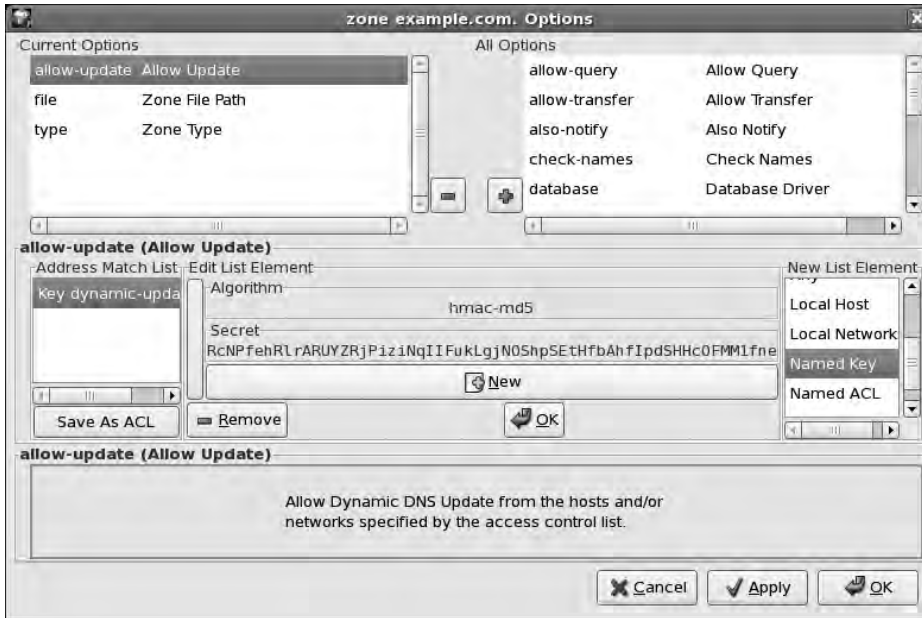 zone example.com. Options
Current Options
allow-update Allow Update
file Zone File Path
type Zone Type
All Options
allow-query Allow Query
allow-transfer Allow Transfer
also-notify Also Notify
check-names Check Names
database Database Driver
allow-update (Allow Update)
Address Match List
Key dynamic-upda
Save As ACL
Edit List Element
Algorithm
hmac-md5
Secret
RcNPfehRlrARUYZRjPiziNqIIFukLgjNOShpSEtHfbAhfIpdSHHcOFMM1fne
New
Remove
OK
New List Element
Local Host
Local Network
Named Key
Named ACL
allow-update (Allow Update)
Allow Dynamic DNS Update from the hosts and/or
networks specified by the access control list.
Cancel
Apply
OK